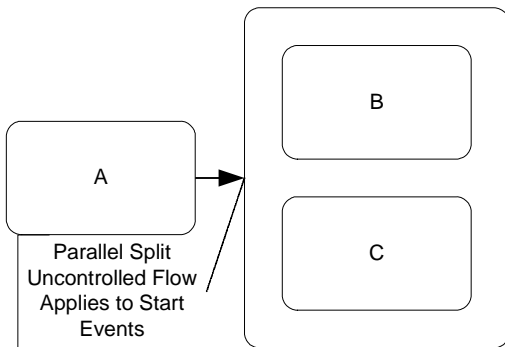 A
B
C
Parallel Split
Uncontrolled Flow
Applies to Start
Events